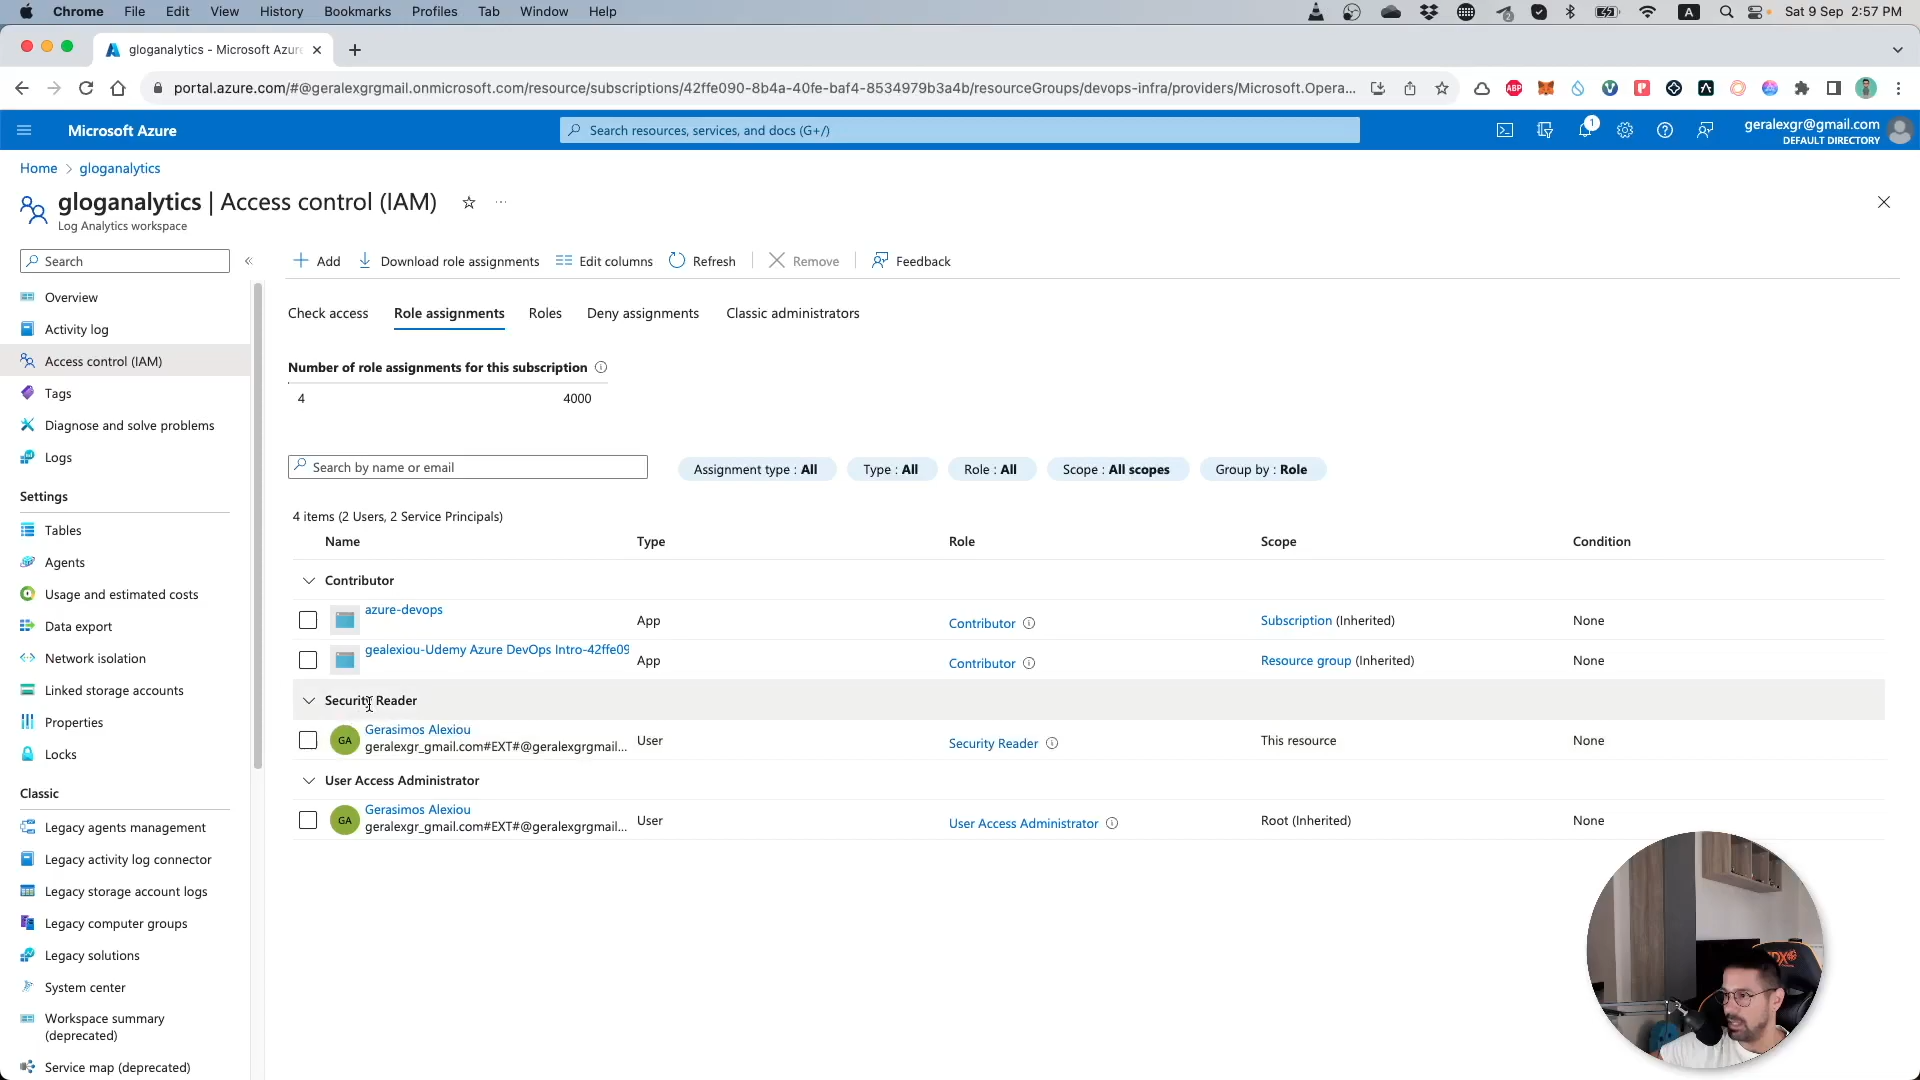 Chrome File Edit View History Bookmarks Profiles Tab Window Help
A Sat 9 Sep 2:57 PM
gloganalytics - Microsoft Azure
portal.azure.com/#@geralexgrgmail.onmicrosoft.com/resource/subscriptions/42ffe090-8b4a-40fe-baf4-8534979b3a4b/resourceGroups/devops-infra/providers/Microsoft.Opera...
ABP
Microsoft Azure
Search resources, services, and docs (G+/)
1
geralexgr@gmail.com
DEFAULT DIRECTORY
Home > gloganalytics
gloganalytics | Access control (IAM)
Log Analytics workspace
Search
Add Download role assignments Edit columns Refresh Remove Feedback
Overview
Activity log
Access control (IAM)
Tags
Diagnose and solve problems
Logs
Settings
Tables
Agents
Usage and estimated costs
Data export
Network isolation
Linked storage accounts
Properties
Locks
Classic
Legacy agents management
Legacy activity log connector
Legacy storage account logs
Legacy computer groups
Legacy solutions
System center
Workspace summary
(deprecated)
Service map (deprecated)
Check access Role assignments Roles Deny assignments Classic administrators
Number of role assignments for this subscription
4 4000
Search by name or email
Assignment type : All Type : All Role : All Scope : All scopes Group by : Role
4 items (2 Users, 2 Service Principals)
Name Type Role Scope Condition
Contributor
azure-devops App Contributor Subscription (Inherited) None
gealexiou-Udemy Azure DevOps Intro-42ffe09 App Contributor Resource group (Inherited) None
Security Reader
GA Gerasimos Alexiou
geralexgr_gmail.com#EXT#@geralexgrgmail... User Security Reader This resource None
User Access Administrator
GA Gerasimos Alexiou
geralexgr_gmail.com#EXT#@geralexgrgmail... User User Access Administrator Root (Inherited) None